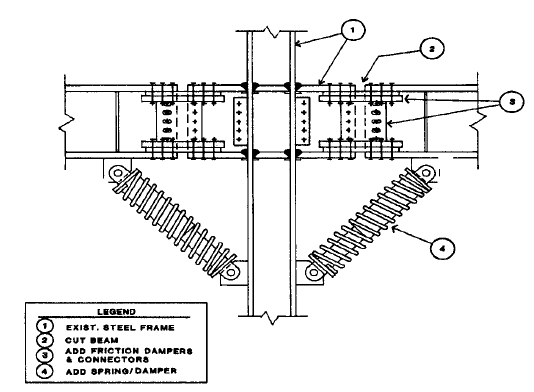 1
2
3
4
LEGEND
1 EXIST. STEEL FRAME
2 CUT BEAM
3 ADD FRICTION DAMPERS
& CONNECTORS
4 ADD SPRING/DAMPER